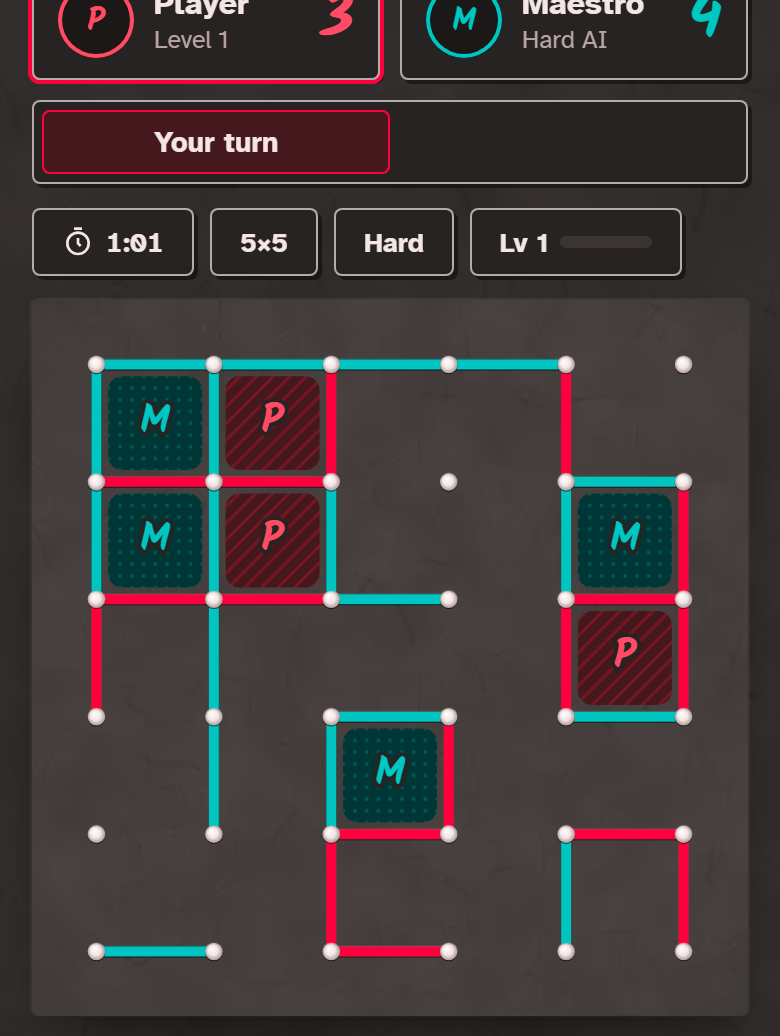 Player Maestro
P Level 1 3 M Hard AI 4
Your turn
1:01 5×5 Hard Lv 1
M P
M P M
P
M